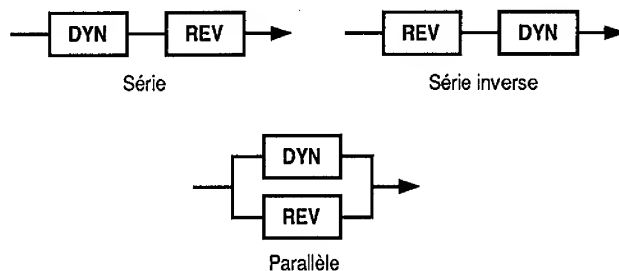 DYN REV
Série
REV DYN
Série inverse
DYN
REV
Parallèle